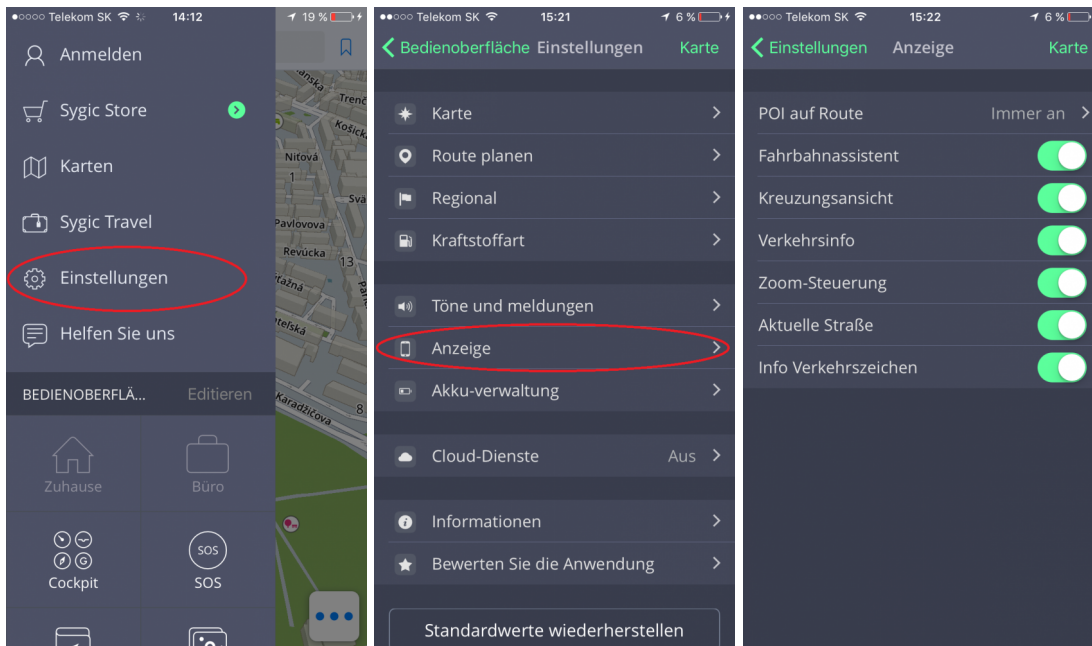 Telekom SK 14:12 19 %
Anmelden
Sygic Store
Karten
Sygic Travel
Einstellungen
Helfen Sie uns
BEDIENOBERFLÄ... Editieren
Zuhause Büro
Cockpit
SOS
SOS
G
Trenč
Košick
Niťová
1
Sva
Pavlovova
Revúcka
13
ťažná
teľská
Karadžičova
8
Telekom SK 15:21 6 %
Bedienoberfläche Einstellungen Karte
Karte
Route planen
Regional
Kraftstoffart
Töne und meldungen
Anzeige
Akku-verwaltung
Cloud-Dienste Aus
Informationen
Bewerten Sie die Anwendung
Standardwerte wiederherstellen
Telekom SK 15:22 6 %
Einstellungen Anzeige Karte
POI auf Route Immer an
Fahrbahnassistent
Kreuzungsansicht
Verkehrsinfo
Zoom-Steuerung
Aktuelle Straße
Info Verkehrszeichen